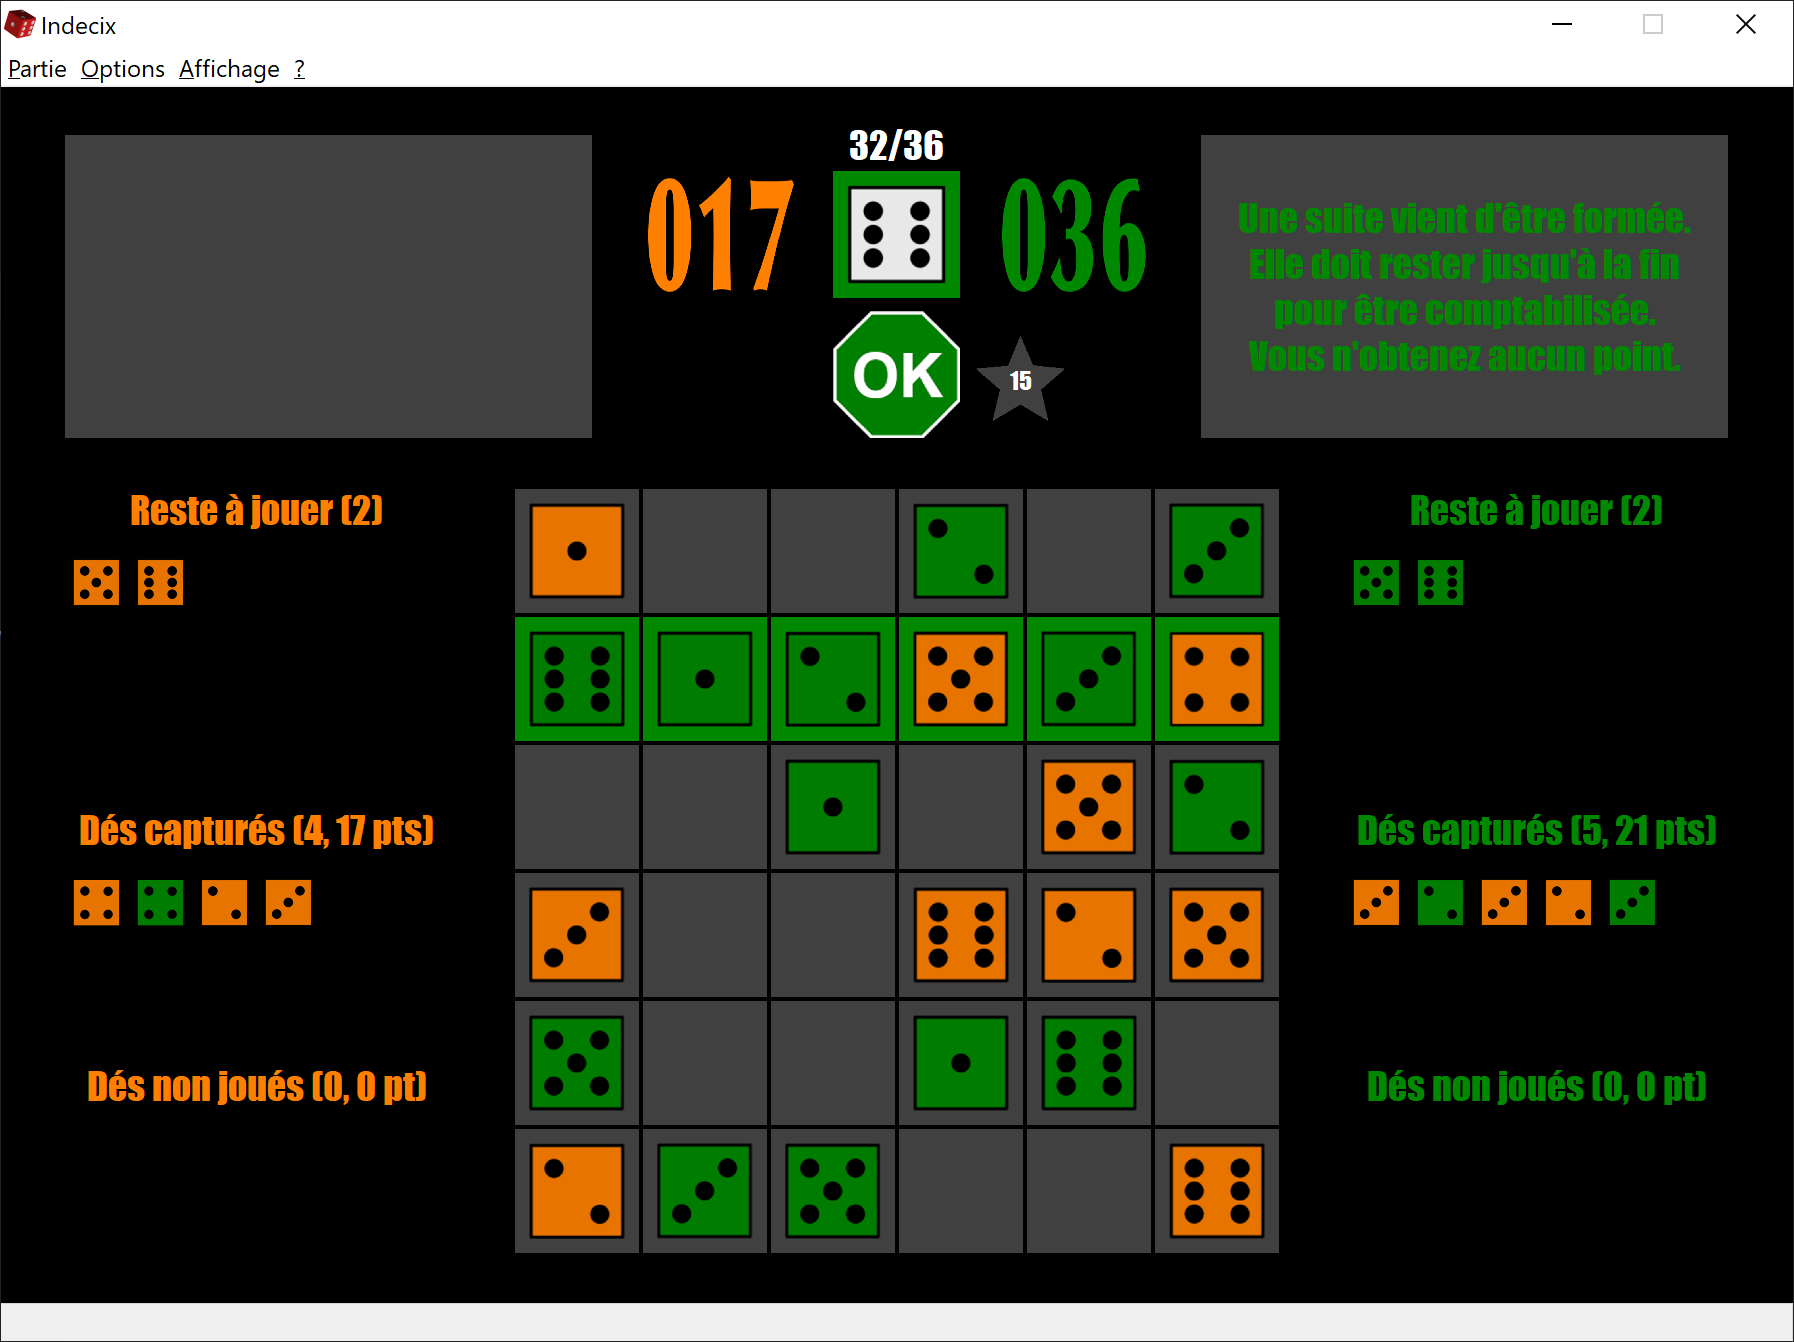 Indecix
Partie Options Affichage ?
32/36
017
036
OK
15
Une suite vient d'être formée.
Elle doit rester jusqu'à la fin
pour être comptabilisée.
Vous n'obtenez aucun point.
Reste à jouer (2)
Reste à jouer (2)
Dés capturés (4, 17 pts)
Dés capturés (5, 21 pts)
Dés non joués (0, 0 pt)
Dés non joués (0, 0 pt)